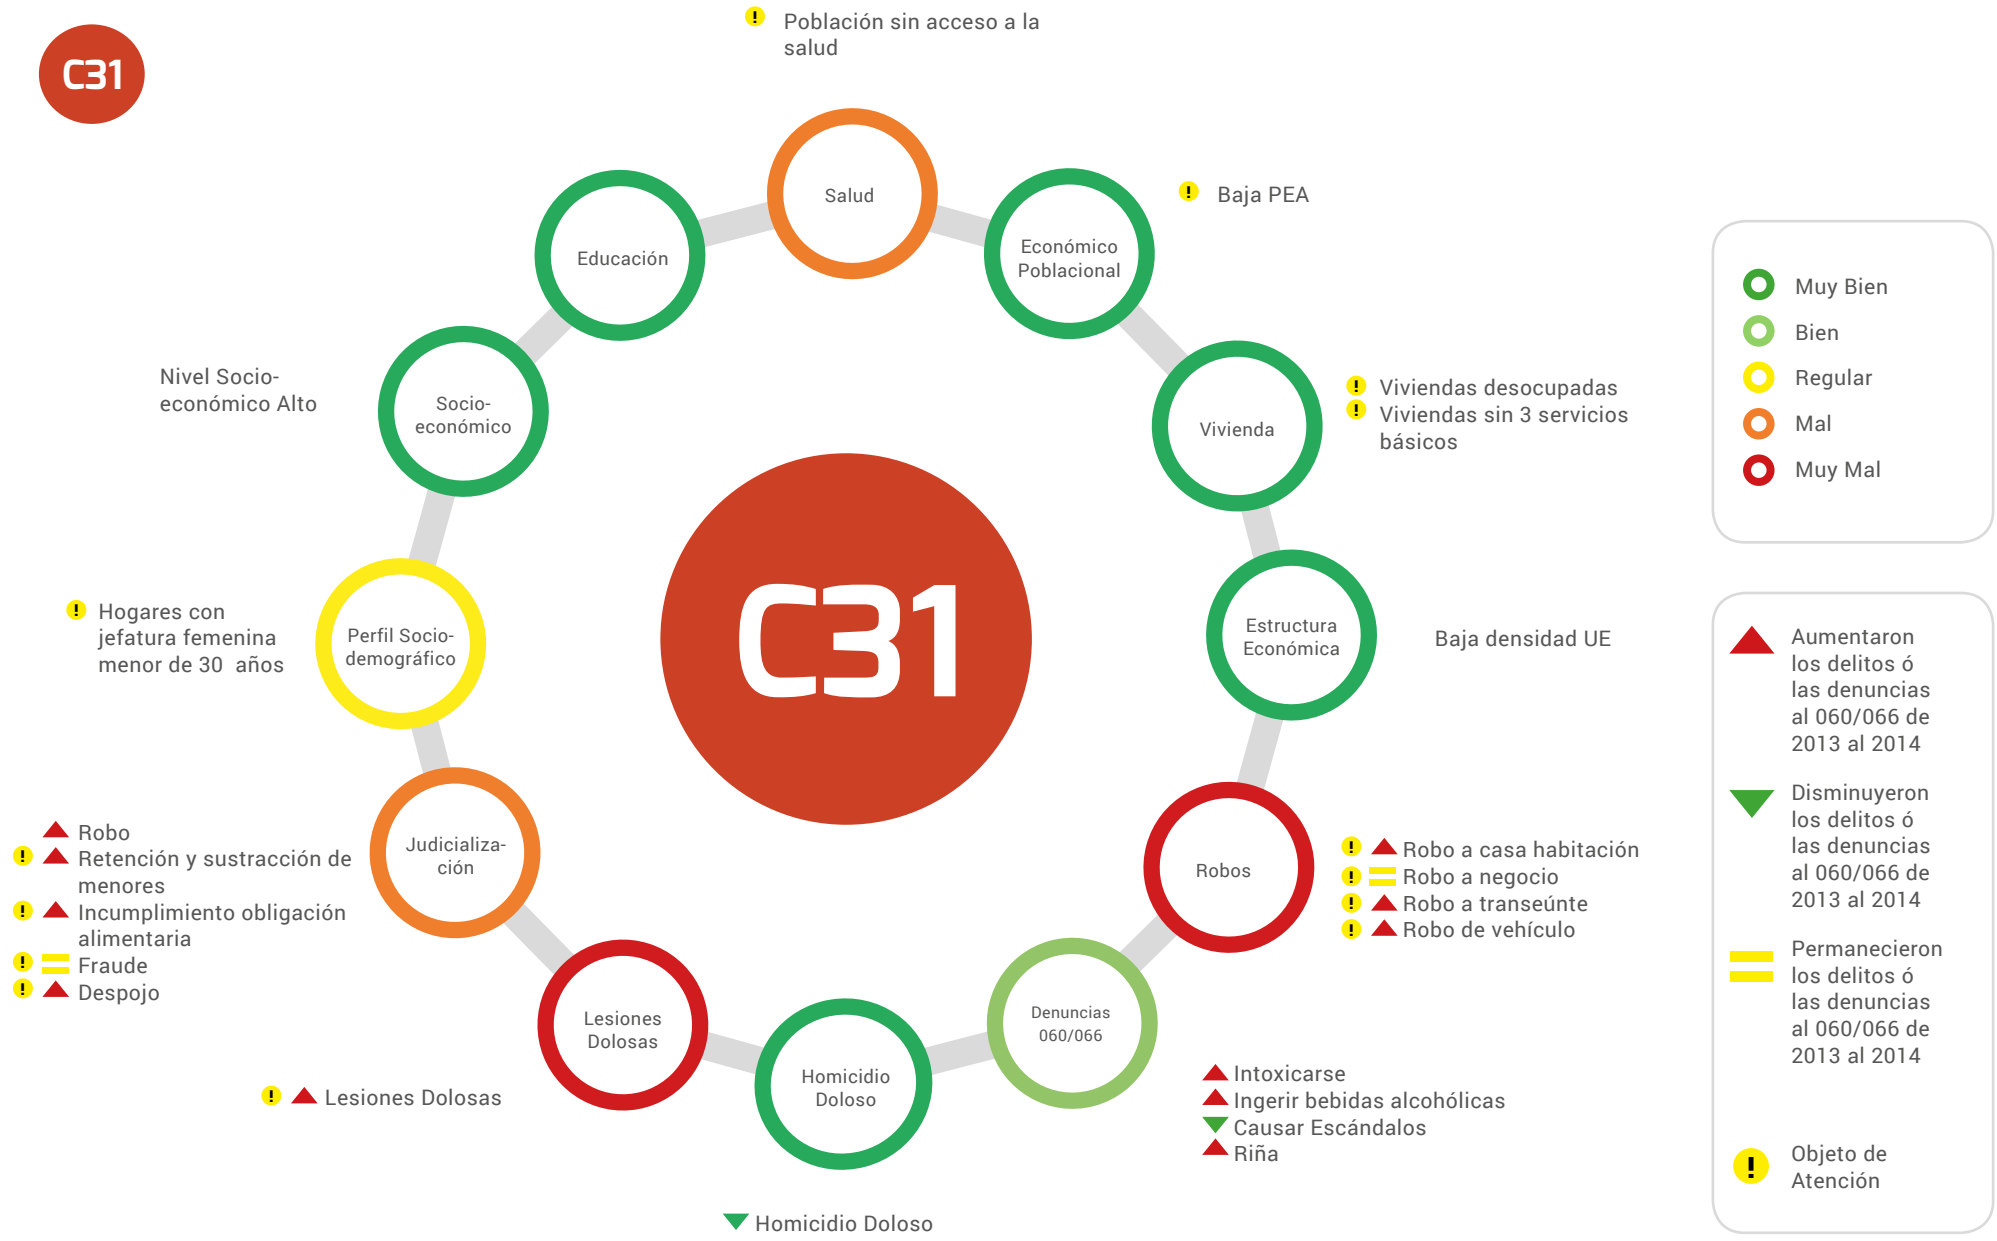 C31
Población sin acceso a la
salud
Salud
Educación
Económico
Poblacional
Baja PEA
Nivel Socio-
económico Alto
Socio-
económico
Vivienda
Viviendas desocupadas
Viviendas sin 3 servicios
básicos
Hogares con
jefatura femenina
menor de 30 años
Perfil Socio-
demográfico
C31
Estructura
Económica
Baja densidad UE
Robo
Retención y sustracción de
menores
Incumplimiento obligación
alimentaria
Fraude
Despojo
Judicializa-
ción
Robos
Robo a casa habitación
Robo a negocio
Robo a transeúnte
Robo de vehículo
Lesiones
Dolosas
Lesiones Dolosas
Homicidio
Doloso
Homicidio Doloso
Denuncias
060/066
Intoxicarse
Ingerir bebidas alcohólicas
Causar Escándalos
Riña
Muy Bien
Bien
Regular
Mal
Muy Mal
Aumentaron
los delitos ó
las denuncias
al 060/066 de
2013 al 2014
Disminuyeron
los delitos ó
las denuncias
al 060/066 de
2013 al 2014
Permanecieron
los delitos ó
las denuncias
al 060/066 de
2013 al 2014
Objeto de
Atención